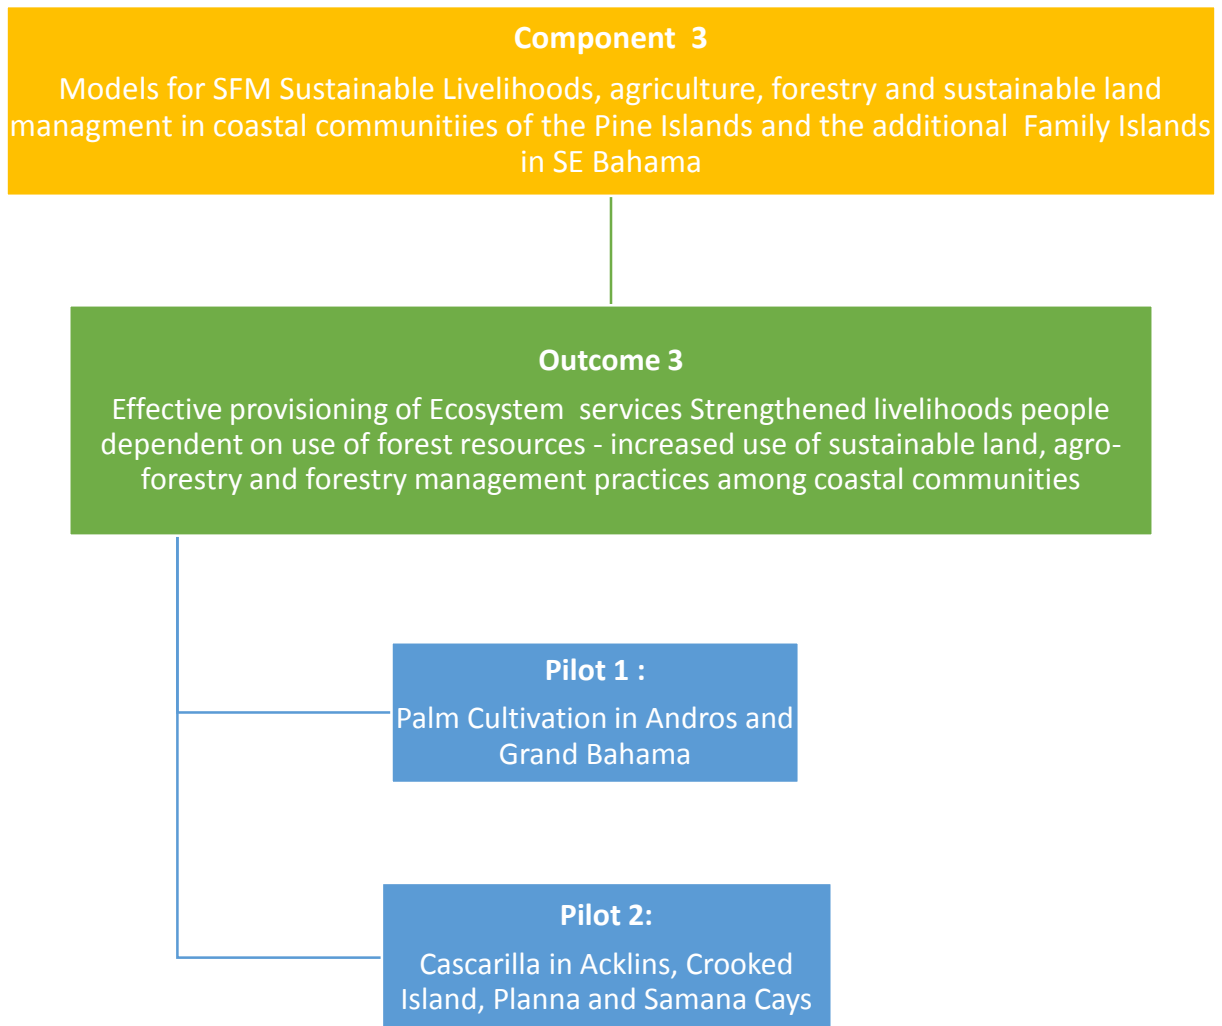 Component 3
Models for SFM Sustainable Livelihoods, agriculture, forestry and sustainable land
managment in coastal communitiies of the Pine Islands and the additional Family Islands
in SE Bahama
Outcome 3
Effective provisioning of Ecosystem services Strengthened livelihoods people
dependent on use of forest resources - increased use of sustainable land, agro-
forestry and forestry management practices among coastal communities
Pilot 1 :
Palm Cultivation in Andros and
Grand Bahama
Pilot 2:
Cascarilla in Acklins, Crooked
Island, Planna and Samana Cays